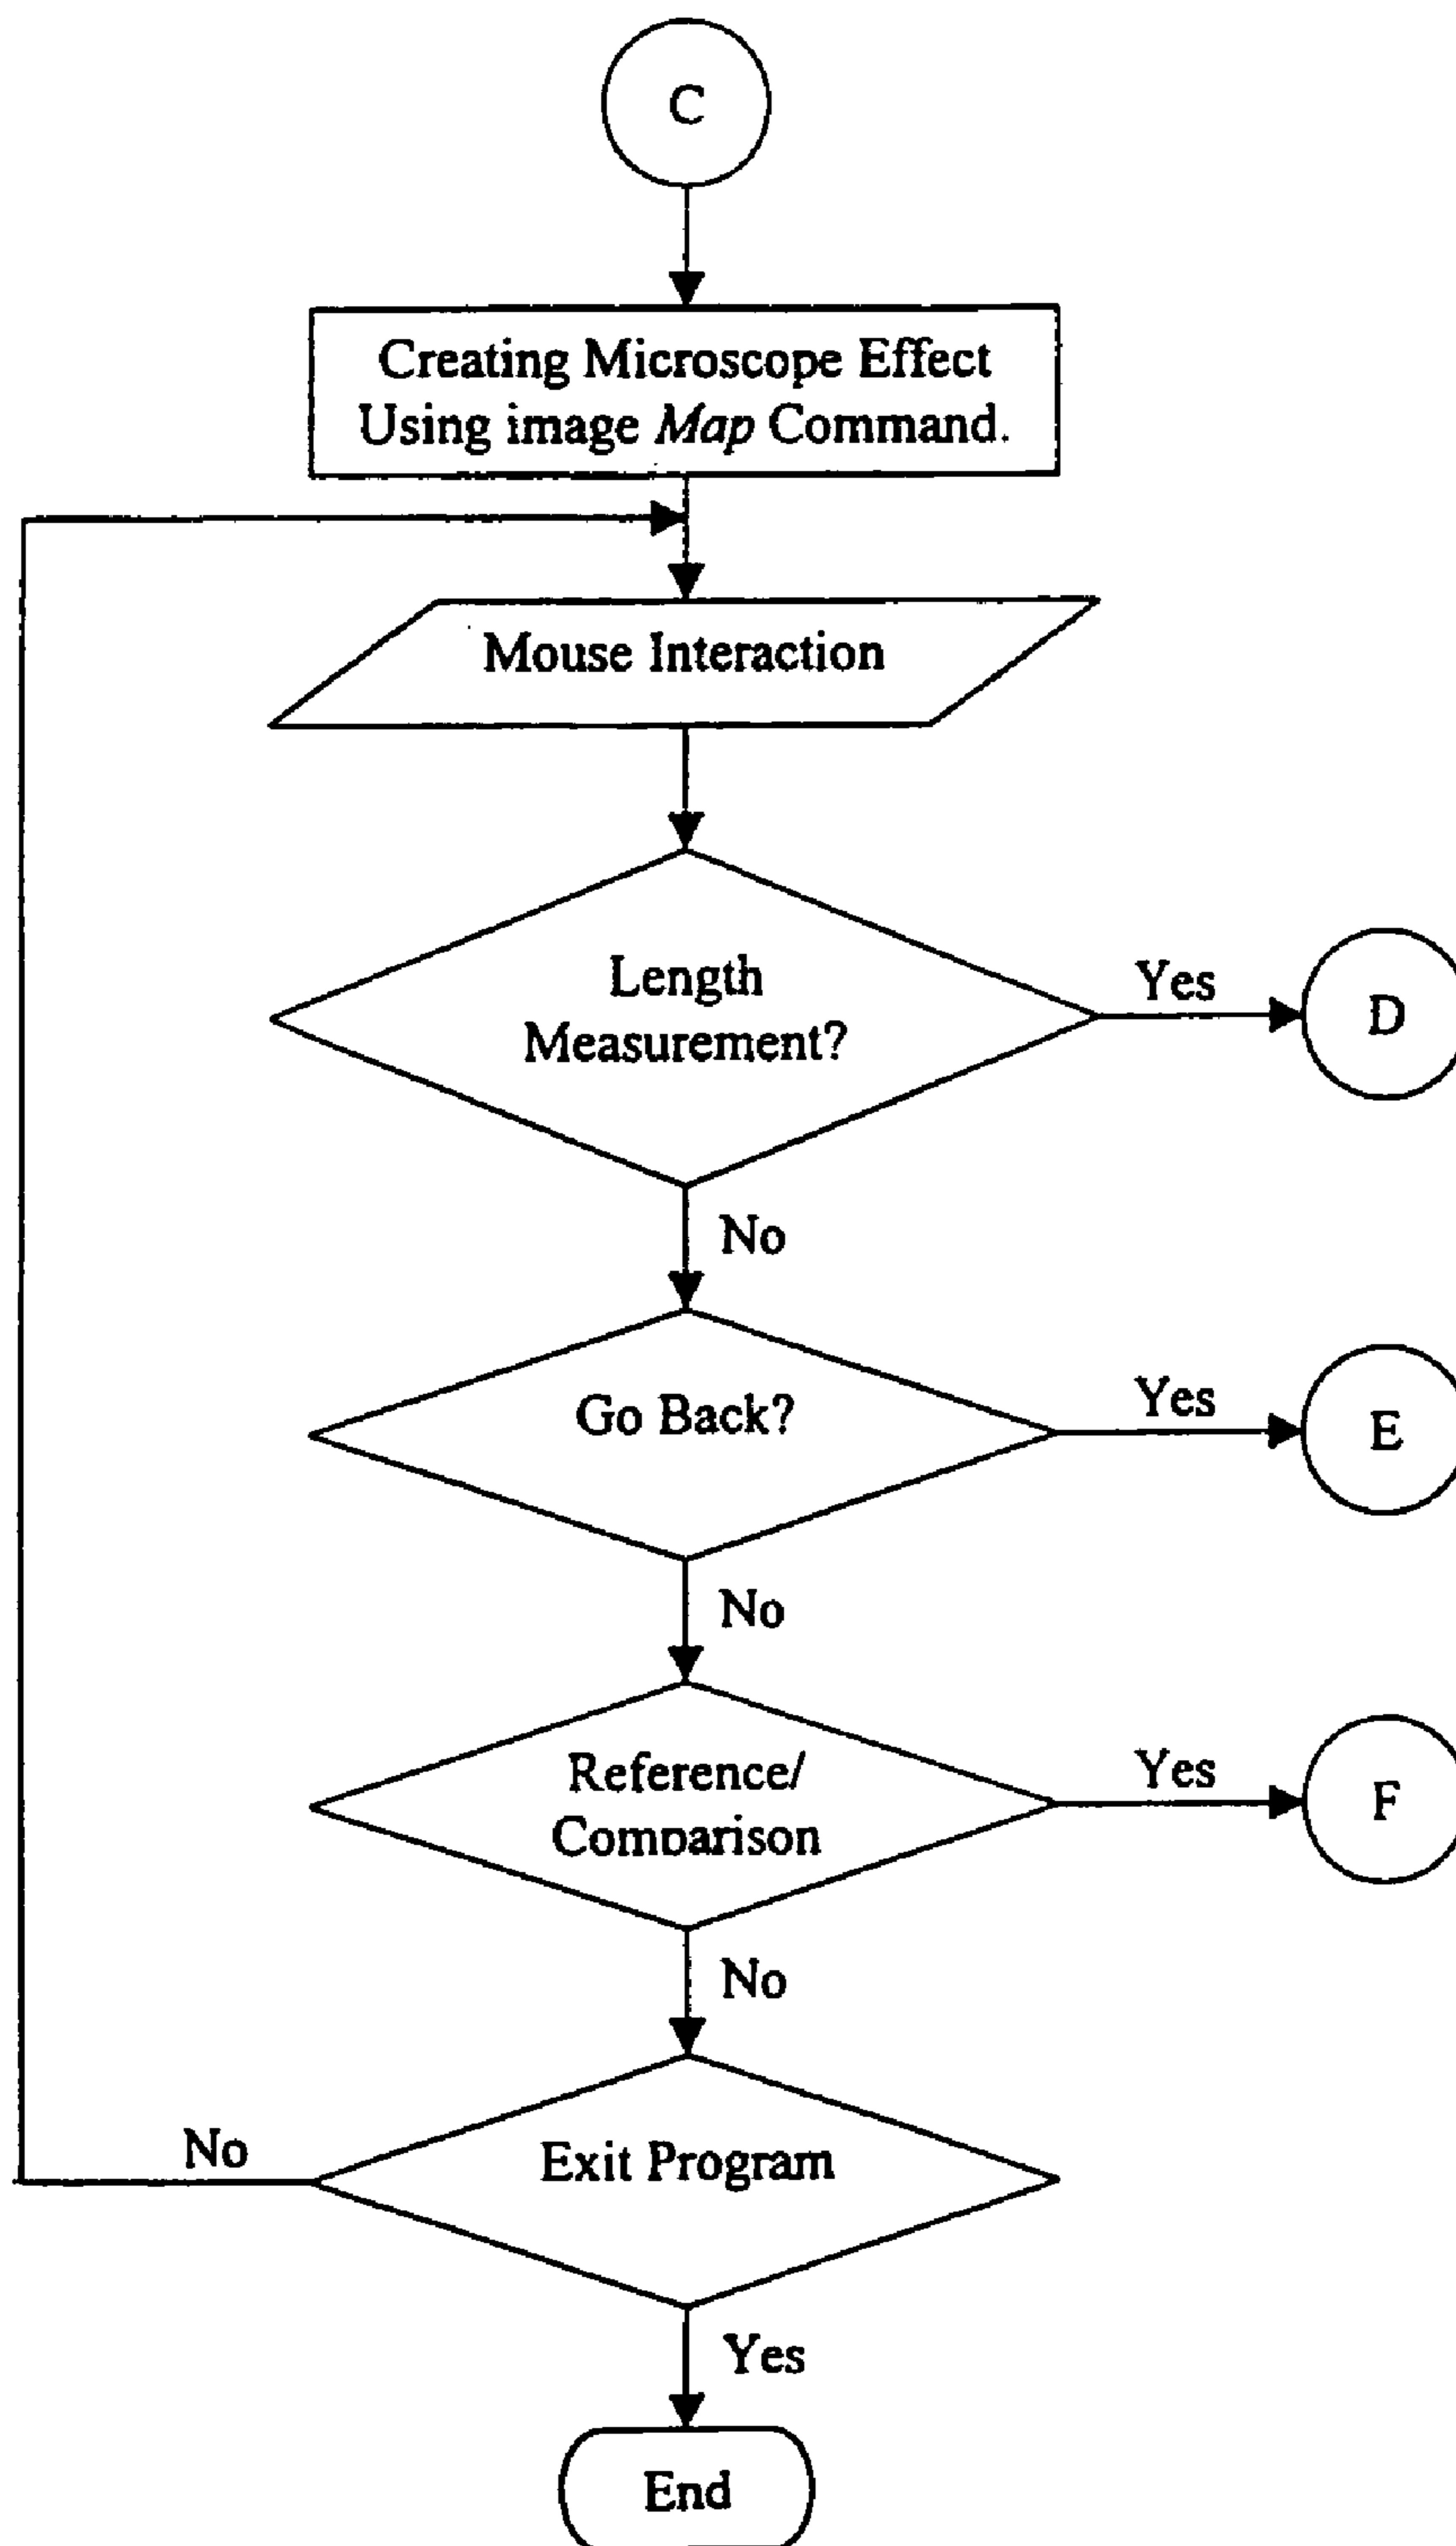 C
Creating Microscope Effect
Using image Map Command.
Mouse Interaction
Length
Measurement?
Yes
D
No
Go Back?
Yes
E
No
Reference/
Comparison
Yes
F
No
Exit Program
No
Yes
End